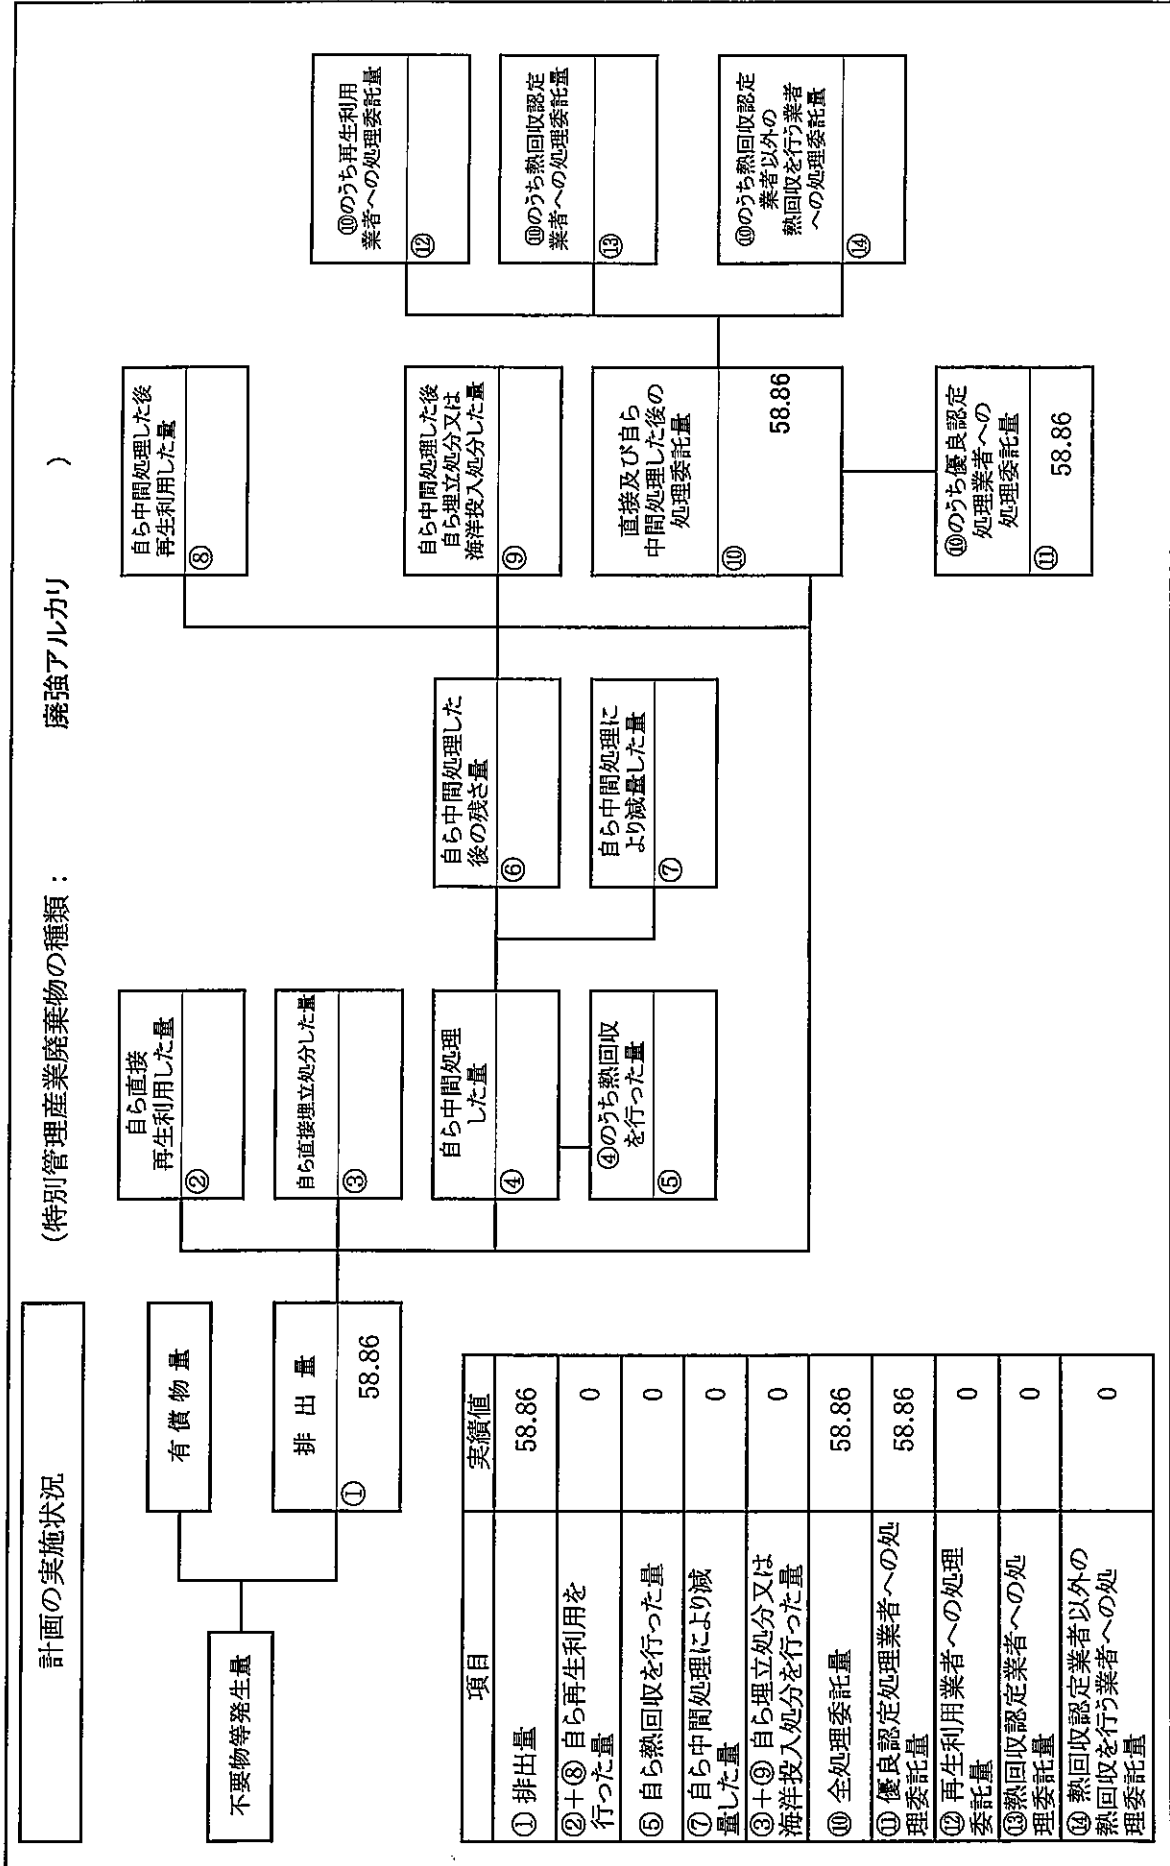 計画の実施状況
(特別管理産業廃棄物の種類： 廃強アルカリ )
不要物等発生量
有償物量
排出量
①
58.86
自ら直接
再生利用した量
②
自ら直接埋立処分した量
③
自ら中間処理
した量
④
④のうち熱回収
を行った量
⑤
自ら中間処理した
後の残さ量
⑥
自ら中間処理に
より減量した量
⑦
自ら中間処理した後
再生利用した量
⑧
自ら中間処理した後
自ら埋立処分又は
海洋投入処分した量
⑨
直接及び自ら
中間処理した後の
処理委託量
⑩
58.86
⑩のうち優良認定
処理業者への
処理委託量
⑪
58.86
⑩のうち再生利用
業者への処理委託量
⑫
⑩のうち熱回収認定
業者への処理委託量
⑬
⑩のうち熱回収認定
業者以外の
熱回収を行う業者
への処理委託量
⑭
項目 実績値
①排出量 58.86
②+⑧ 自ら再生利用を
行った量 0
⑤ 自ら熱回収を行った量 0
⑦ 自ら中間処理により減
量した量 0
③+⑨ 自ら埋立処分又は
海洋投入処分を行った量 0
⑩ 全処理委託量 58.86
⑪ 優良認定処理業者への処
理委託量 58.86
⑫ 再生利用業者への処理
委託量 0
⑬熱回収認定業者への処
理委託量 0
⑭ 熱回収認定業者以外の
熱回収を行う業者への処
理委託量 0